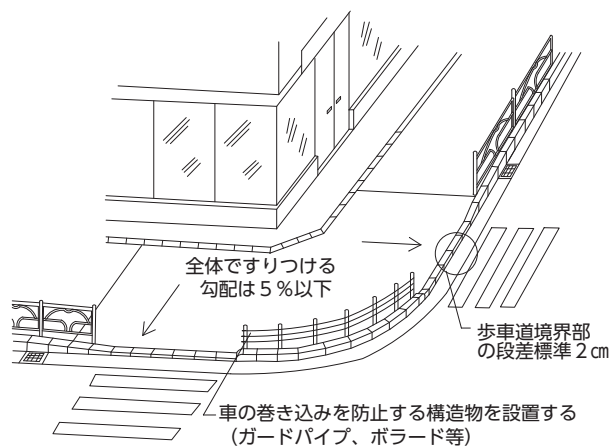 全体ですりつける
勾配は５％以下
歩車道境界部
の段差標準２㎝
車の巻き込みを防止する構造物を設置する
（ガードパイプ、ボラード等）